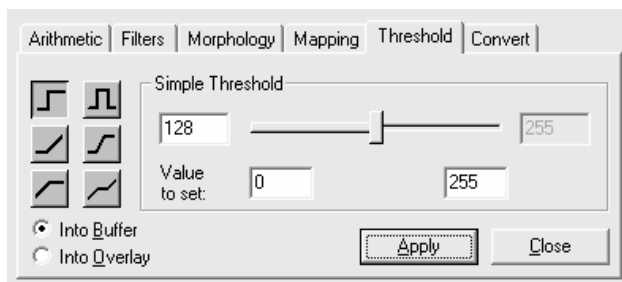 Arithmetic Filters Morphology Mapping Threshold Convert
Simple Threshold
128 255
Value
to set: 0 255
Into Buffer
Into Overlay
Apply Close